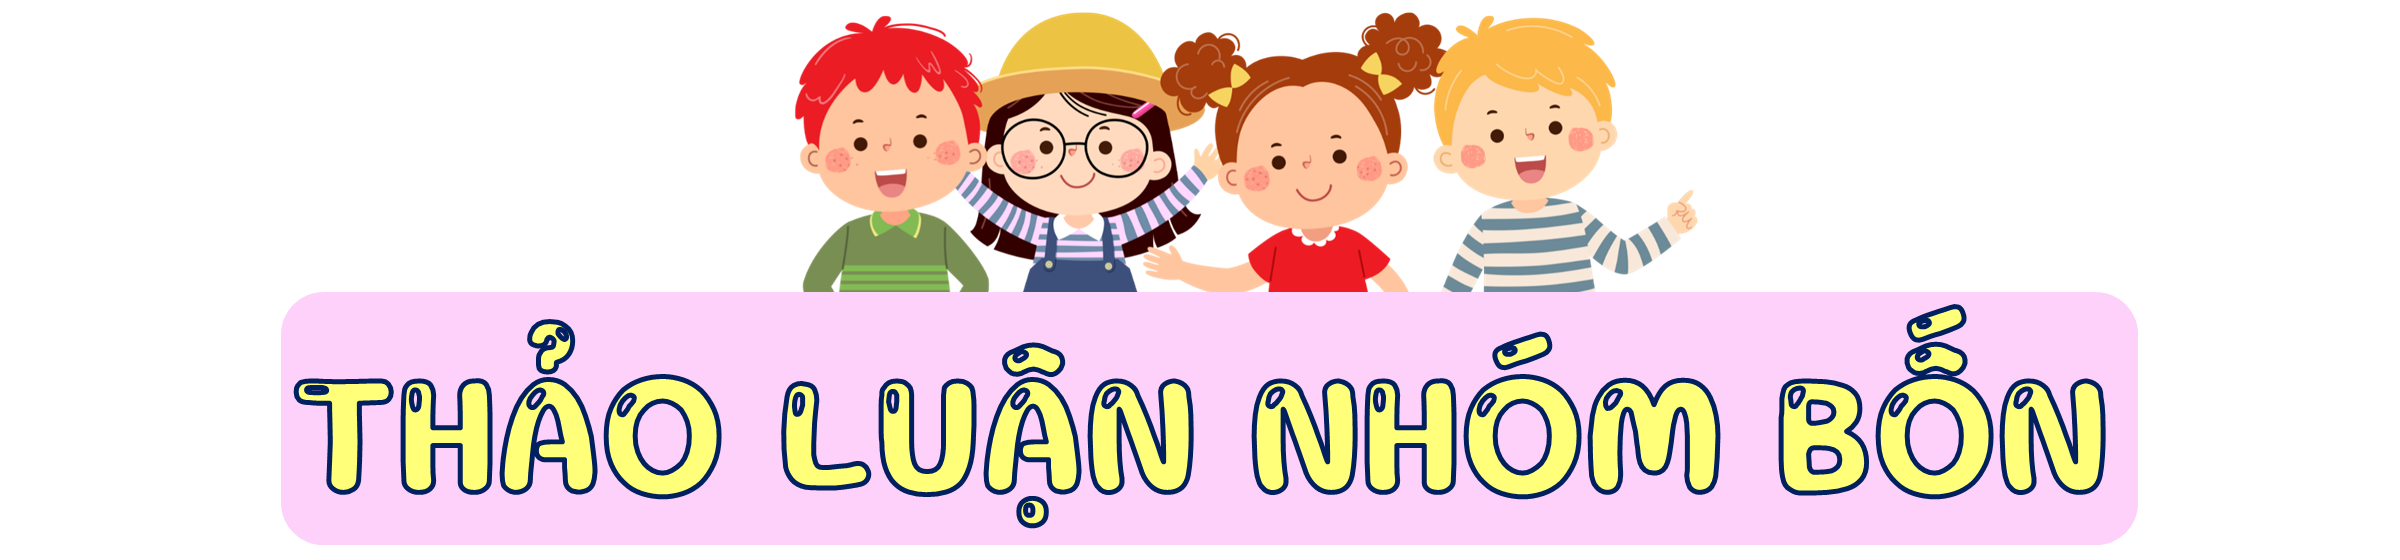 THẢO LUẬN NHÓM BỐN